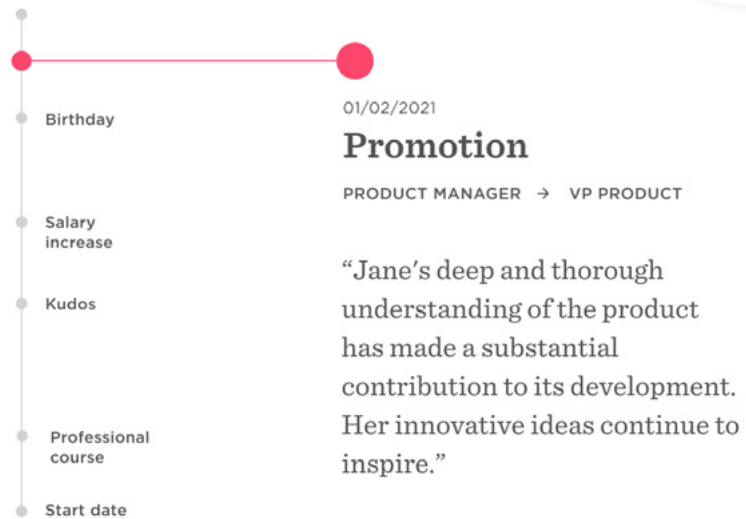 Birthday
Salary
increase
Kudos
Professional
course
Start date
01/02/2021
Promotion
PRODUCT MANAGER → VP PRODUCT
“Jane's deep and thorough
understanding of the product
has made a substantial
contribution to its development.
Her innovative ideas continue to
inspire.”